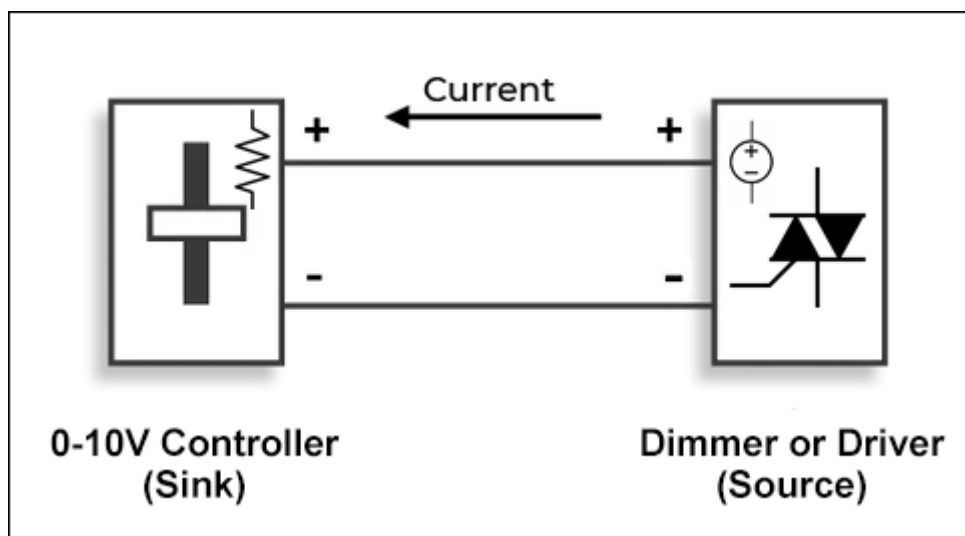 Current
+ +
+
-
- -
0-10V Controller
(Sink)
Dimmer or Driver
(Source)